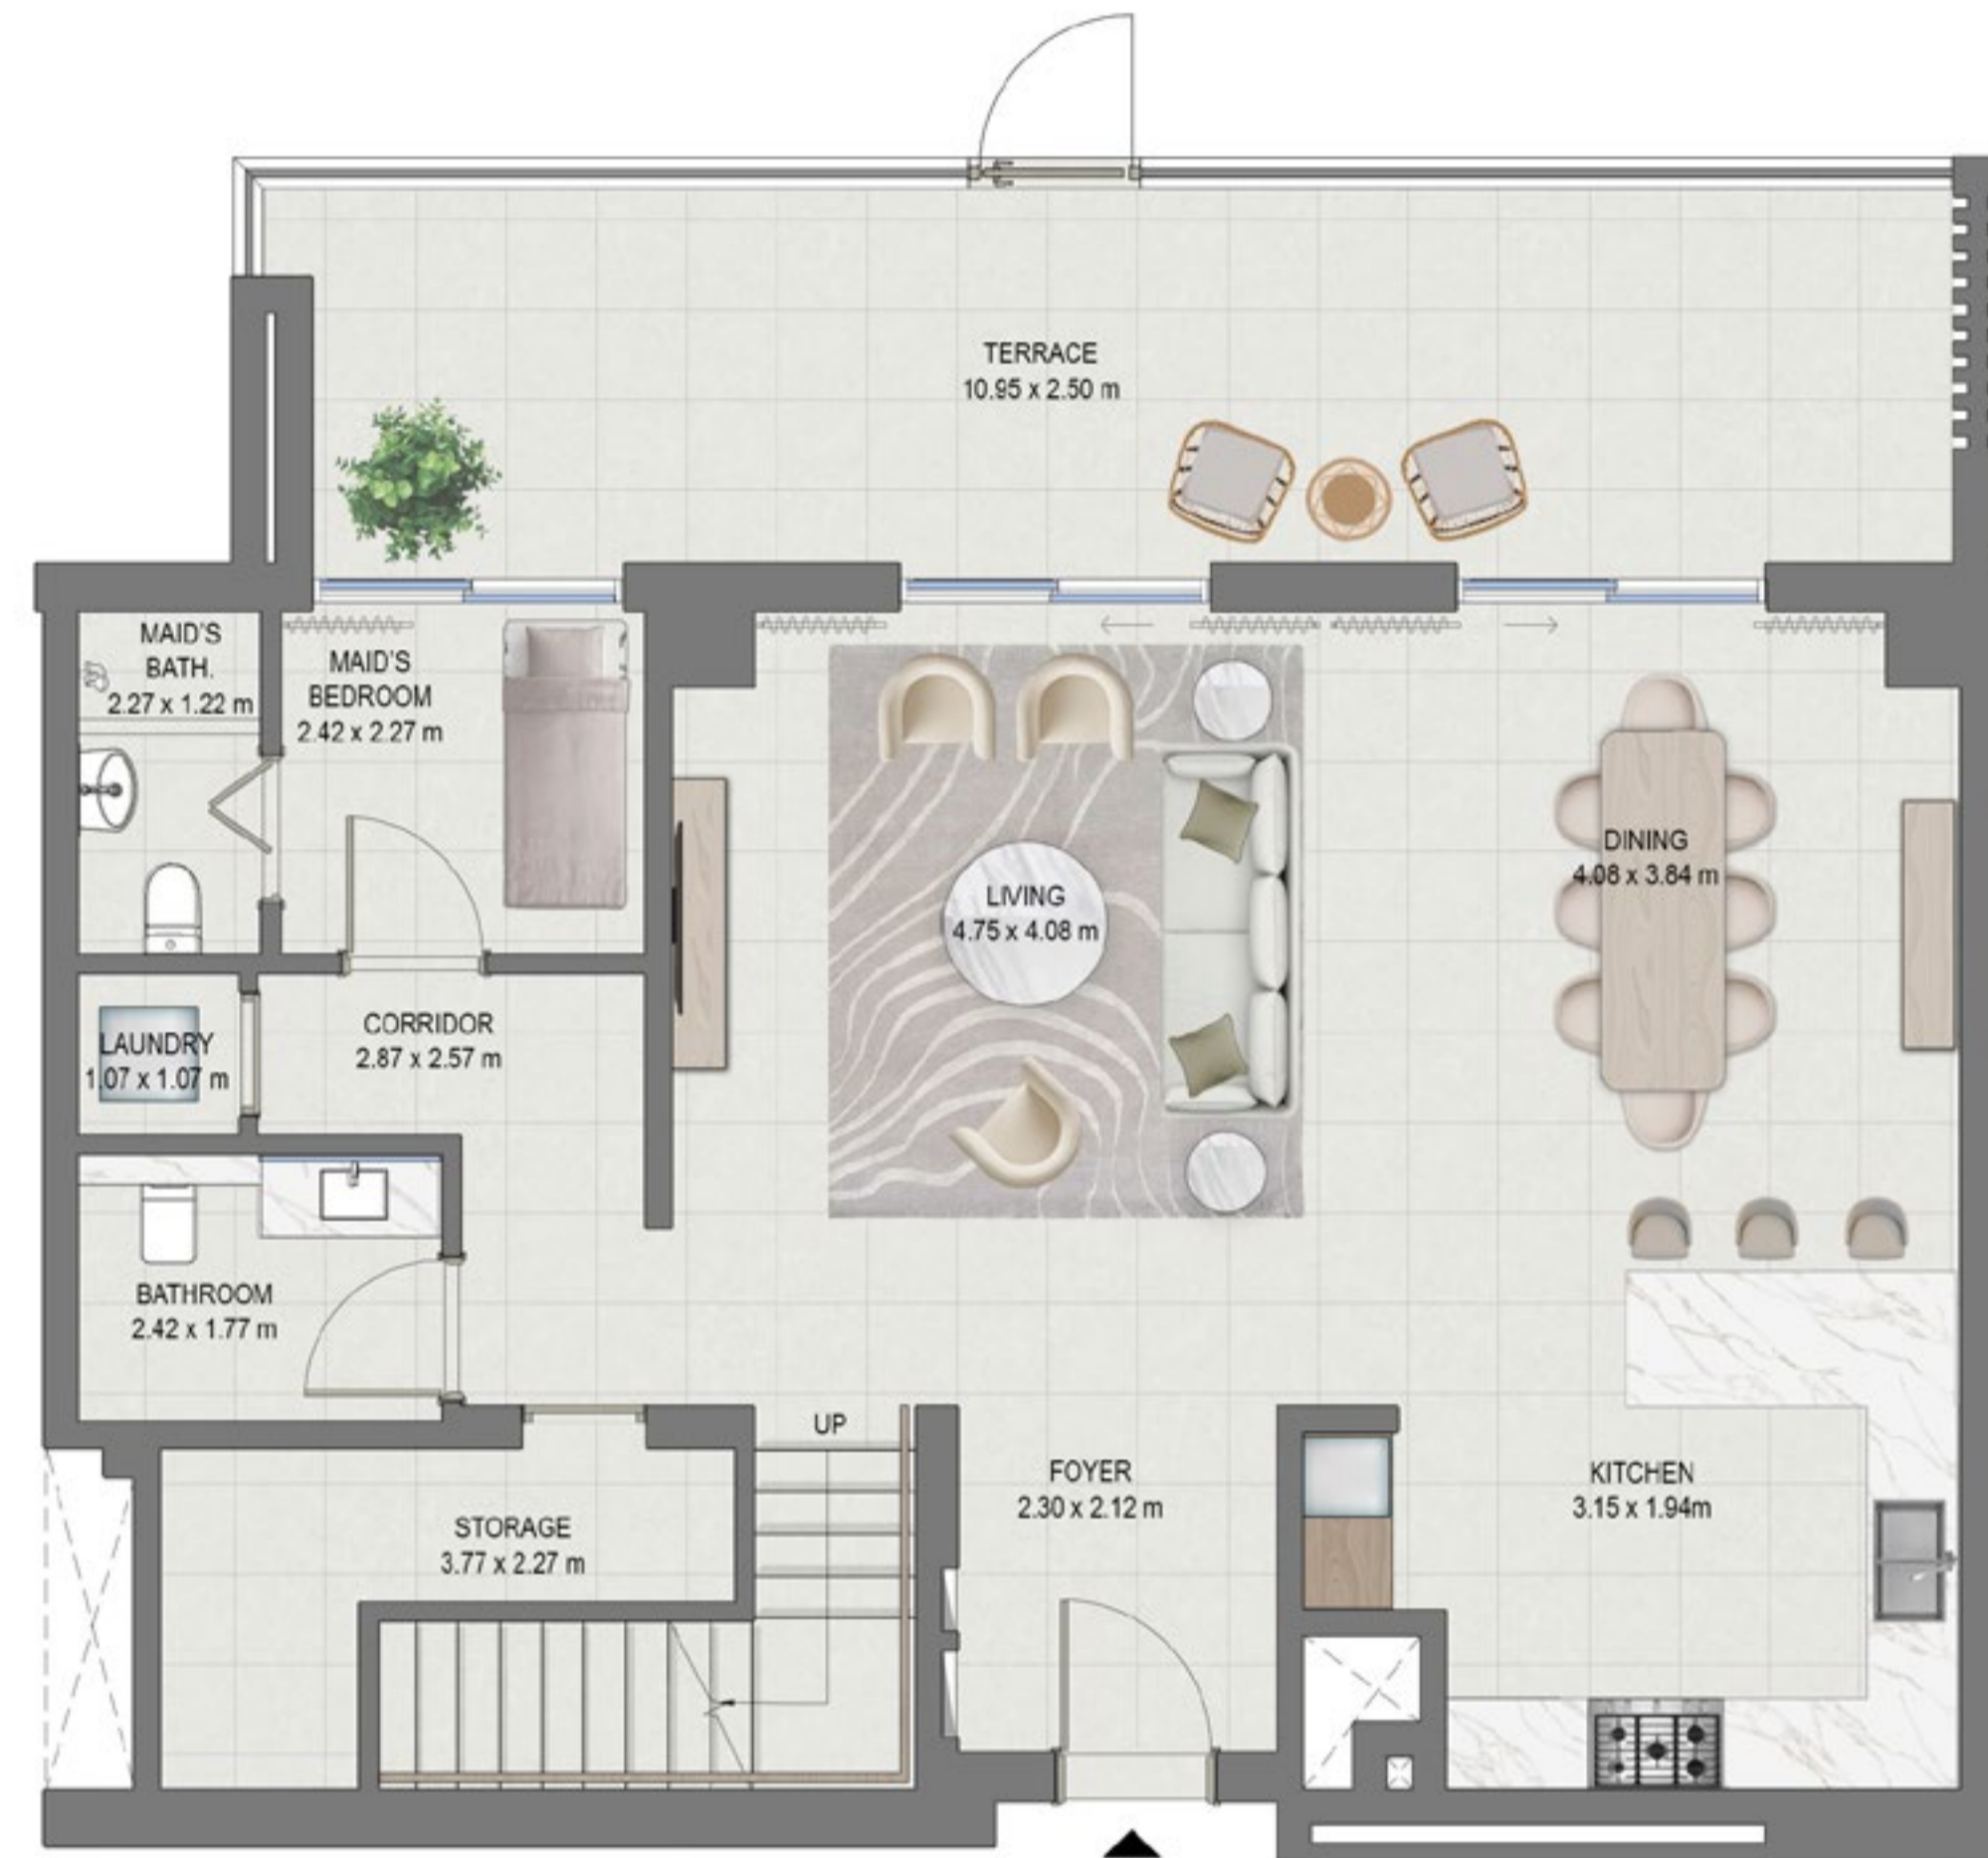 TERRACE
10.95 x 2.50 m
MAID'S
BATH.
2.27 x 1.22 m
MAID'S
BEDROOM
2.42 x 2.27 m
LIVING
4.75 x 4.08 m
DINING
4.08 x 3.84 m
LAUNDRY
1.07 x 1.07 m
CORRIDOR
2.87 x 2.57 m
BATHROOM
2.42 x 1.77 m
UP
STORAGE
3.77 x 2.27 m
FOYER
2.30 x 2.12 m
KITCHEN
3.15 x 1.94m